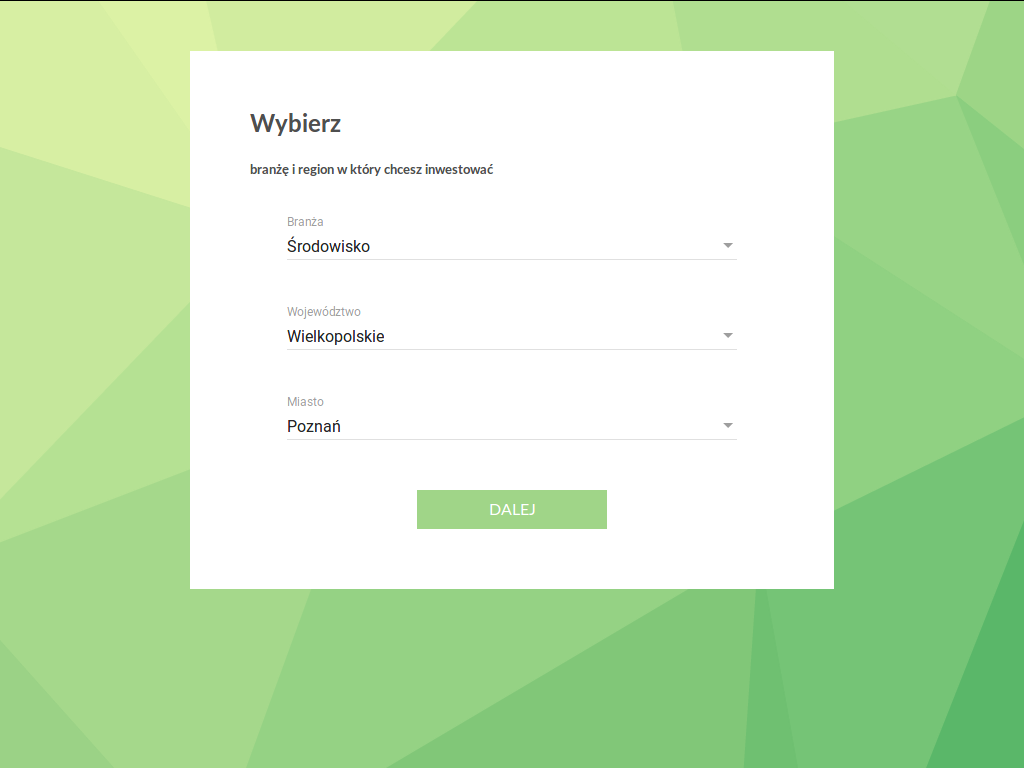 Wybierz
branżę i region w który chcesz inwestować
Branża
Środowisko
Województwo
Wielkopolskie
Miasto
Poznań
DALEJ